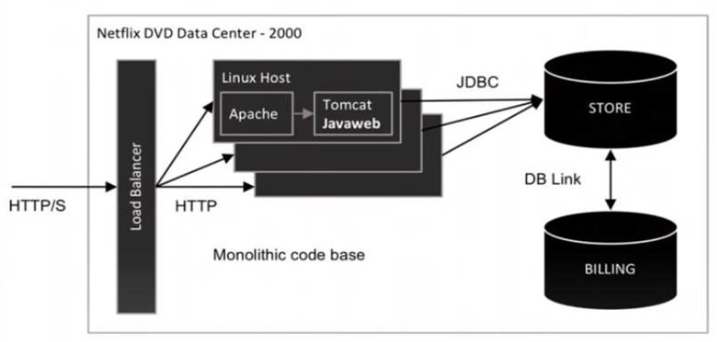 Netflix DVD Data Center - 2000
Linux Host
Apache
Tomcat
Javaweb
JDBC
STORE
Load Balancer
HTTP/S
HTTP
DB Link
Monolithic code base
BILLING